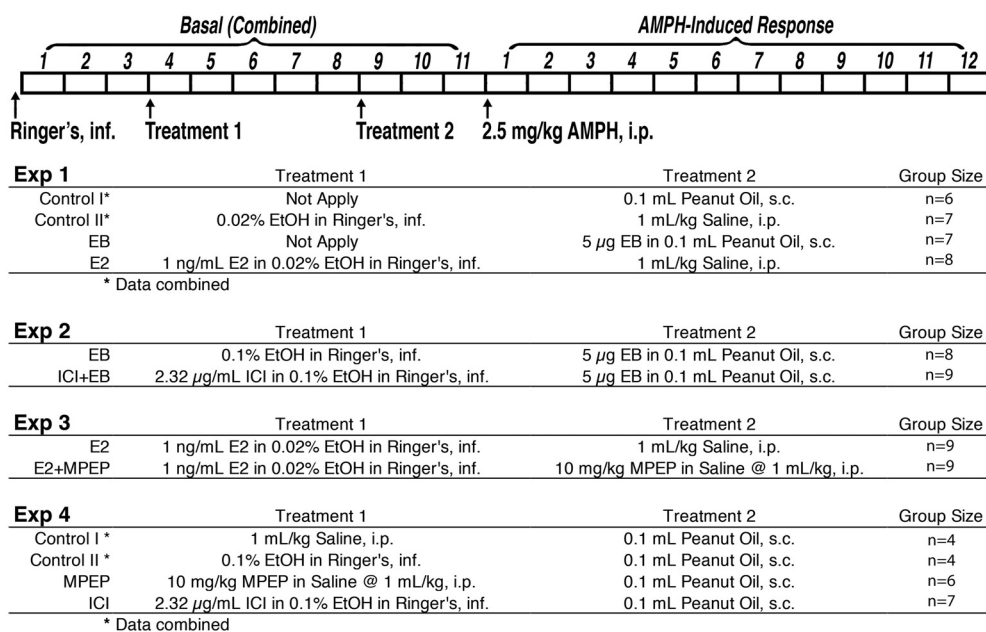 Basal (Combined) AMPH-Induced Response
1 2 3 4 5 6 7 8 9 10 11 1 2 3 4 5 6 7 8 9 10 11 12
Ringer's, inf. Treatment 1 Treatment 2 2.5 mg/kg AMPH, i.p.
Exp 1 Treatment 1 Treatment 2 Group Size
Control I* Not Apply 0.1 mL Peanut Oil, s.c. n=6
Control II* 0.02% EtOH in Ringer's, inf. 1 mL/kg Saline, i.p. n=7
EB Not Apply 5 µg EB in 0.1 mL Peanut Oil, s.c. n=7
E2 1 ng/mL E2 in 0.02% EtOH in Ringer's, inf. 1 mL/kg Saline, i.p. n=8
* Data combined
Exp 2 Treatment 1 Treatment 2 Group Size
EB 0.1% EtOH in Ringer's, inf. 5 µg EB in 0.1 mL Peanut Oil, s.c. n=8
ICI+EB 2.32 µg/mL ICI in 0.1% EtOH in Ringer's, inf. 5 µg EB in 0.1 mL Peanut Oil, s.c. n=9
Exp 3 Treatment 1 Treatment 2 Group Size
E2 1 ng/mL E2 in 0.02% EtOH in Ringer's, inf. 1 mL/kg Saline, i.p. n=9
E2+MPEP 1 ng/mL E2 in 0.02% EtOH in Ringer's, inf. 10 mg/kg MPEP in Saline @ 1 mL/kg, i.p. n=9
Exp 4 Treatment 1 Treatment 2 Group Size
Control I * 1 mL/kg Saline, i.p. 0.1 mL Peanut Oil, s.c. n=4
Control II * 0.1% EtOH in Ringer's, inf. 0.1 mL Peanut Oil, s.c. n=4
MPEP 10 mg/kg MPEP in Saline @ 1 mL/kg, i.p. 0.1 mL Peanut Oil, s.c. n=6
ICI 2.32 µg/mL ICI in 0.1% EtOH in Ringer's, inf. 0.1 mL Peanut Oil, s.c. n=7
* Data combined